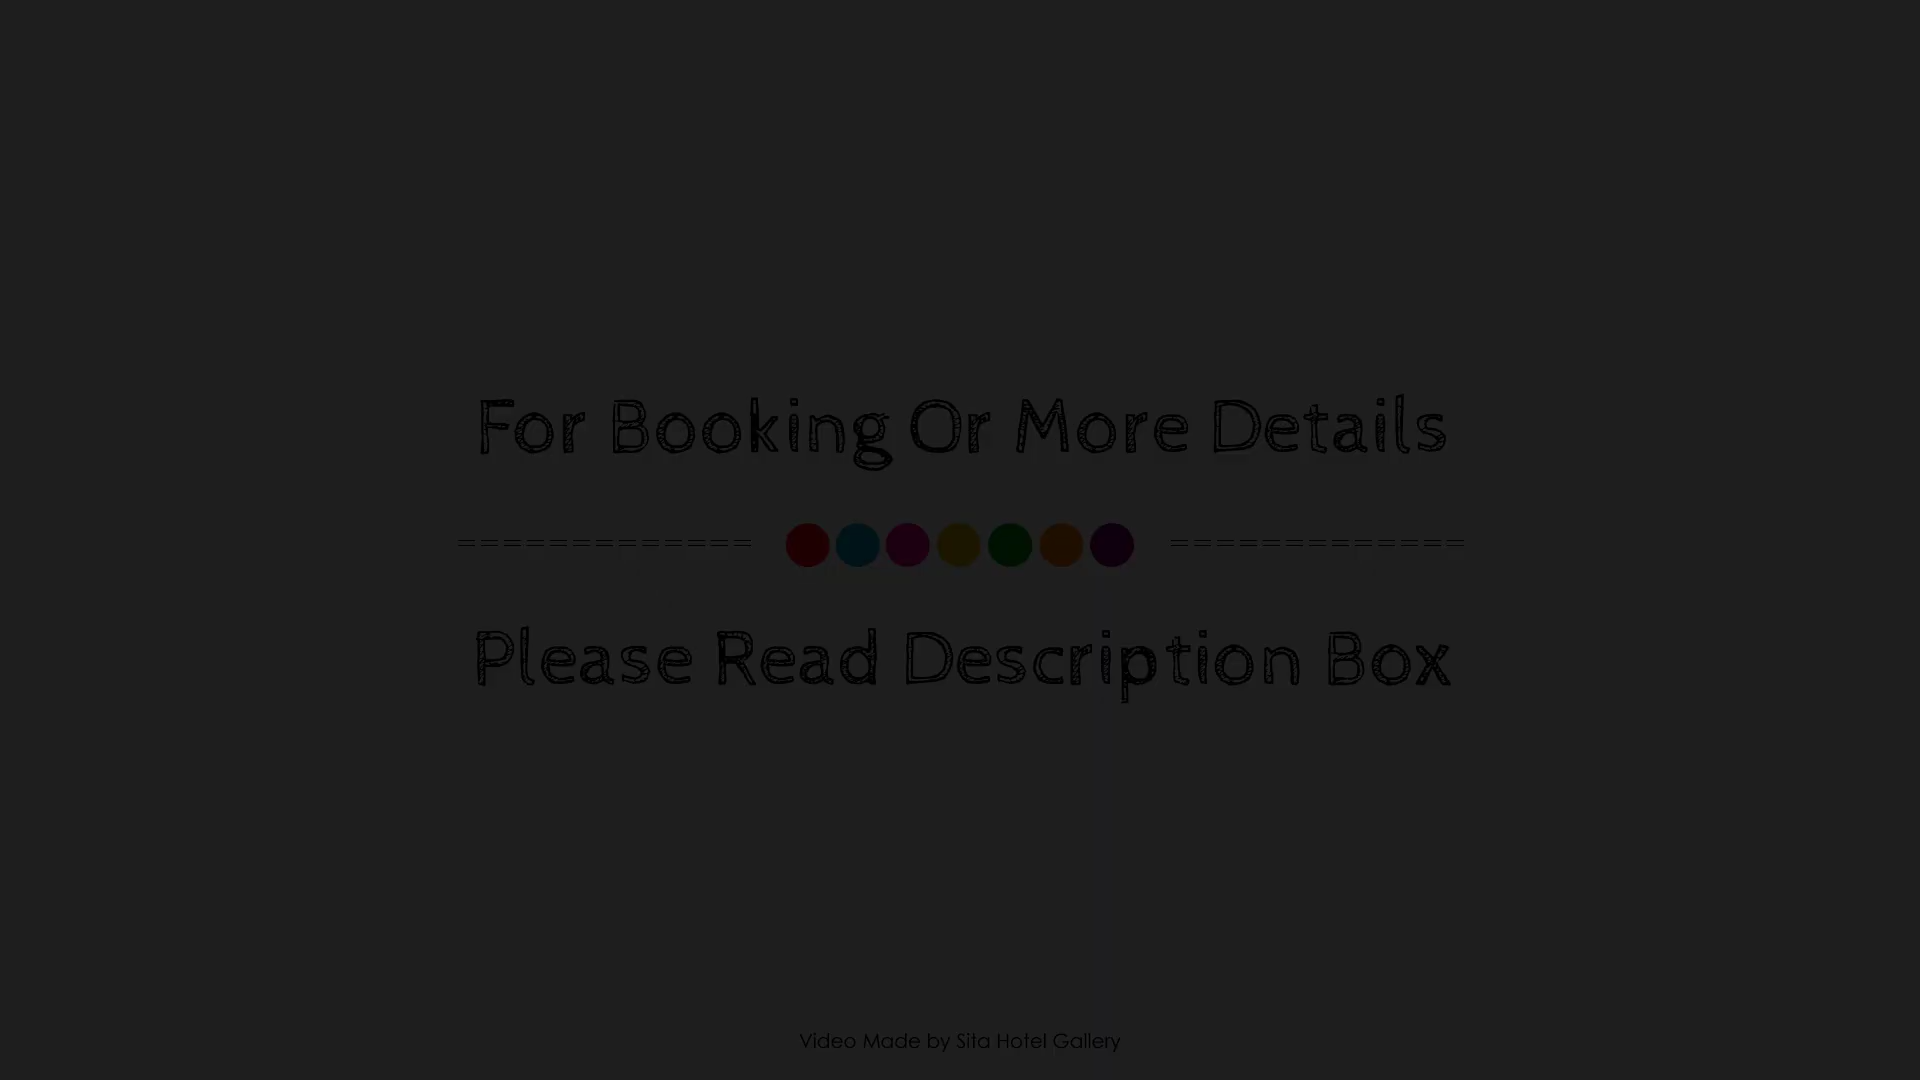 For Booking Or More Details
============= =============
Please Read Description Box
Video Made by Sita Hotel Gallery